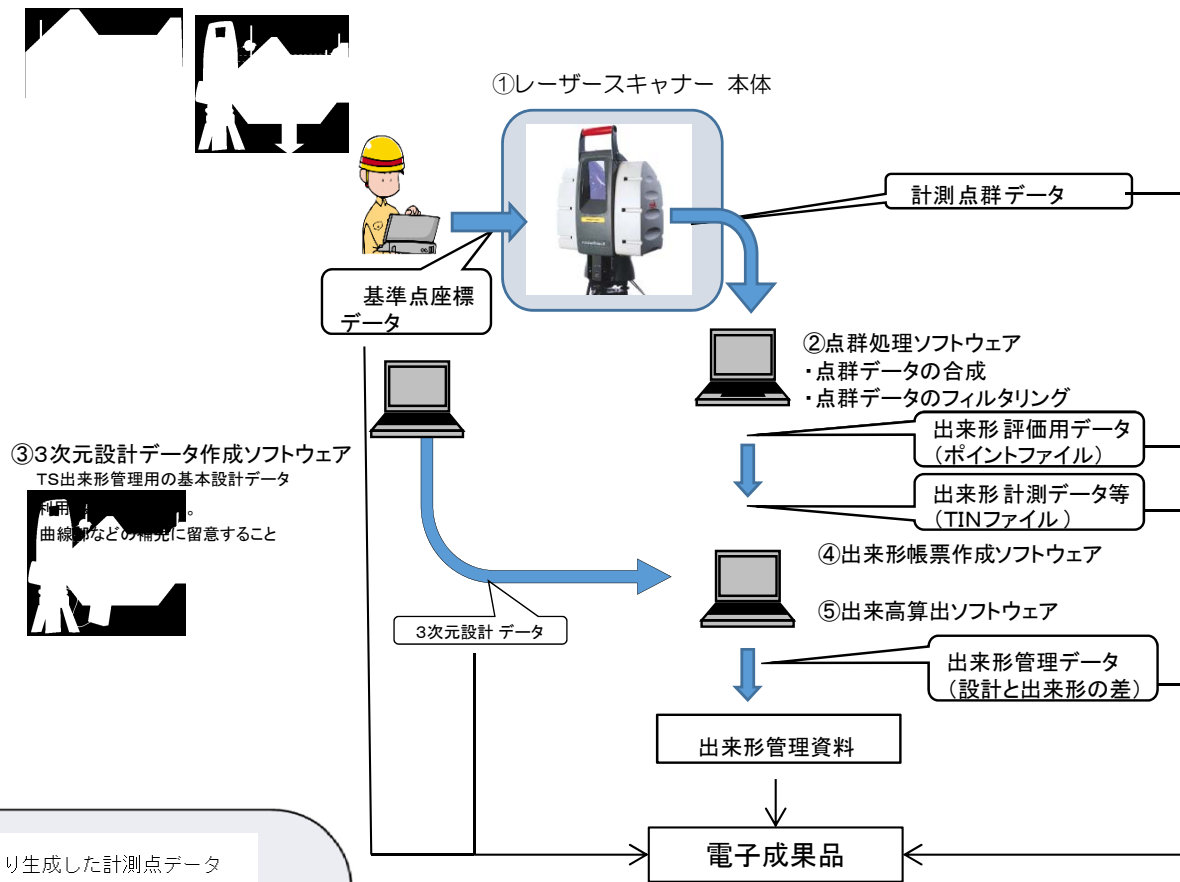 ①レーザースキャナー 本体
計測点群データ
基準点座標
データ
②点群処理ソフトウェア
・点群データの合成
・点群データのフィルタリング
出来形評価用データ
(ポイントファイル)
③3次元設計データ作成ソフトウェア
TS出来形管理用の基本設計データ
利用
。
曲線部などの補完に留意すること
出来形計測データ等
(TINファイル)
④出来形帳票作成ソフトウェア
⑤出来高算出ソフトウェア
3次元設計データ
出来形管理データ
(設計と出来形の差)
出来形管理資料
電子成果品
り生成した計測点データ